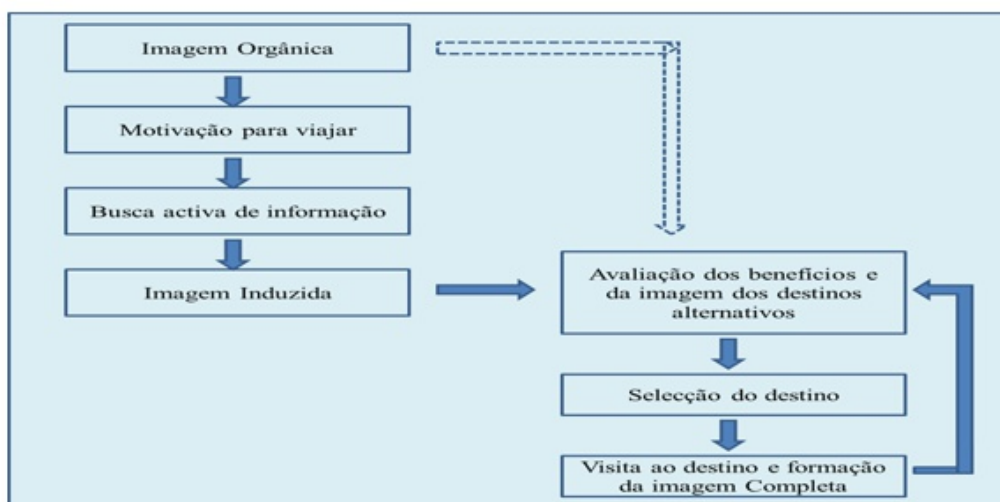 Imagem Orgânica
Motivação para viajar
Busca activa de informação
Imagem Induzida
Avaliação dos benefícios e
da imagem dos destinos
alternativos
Selecção do destino
Visita ao destino e formação
da imagem Completa